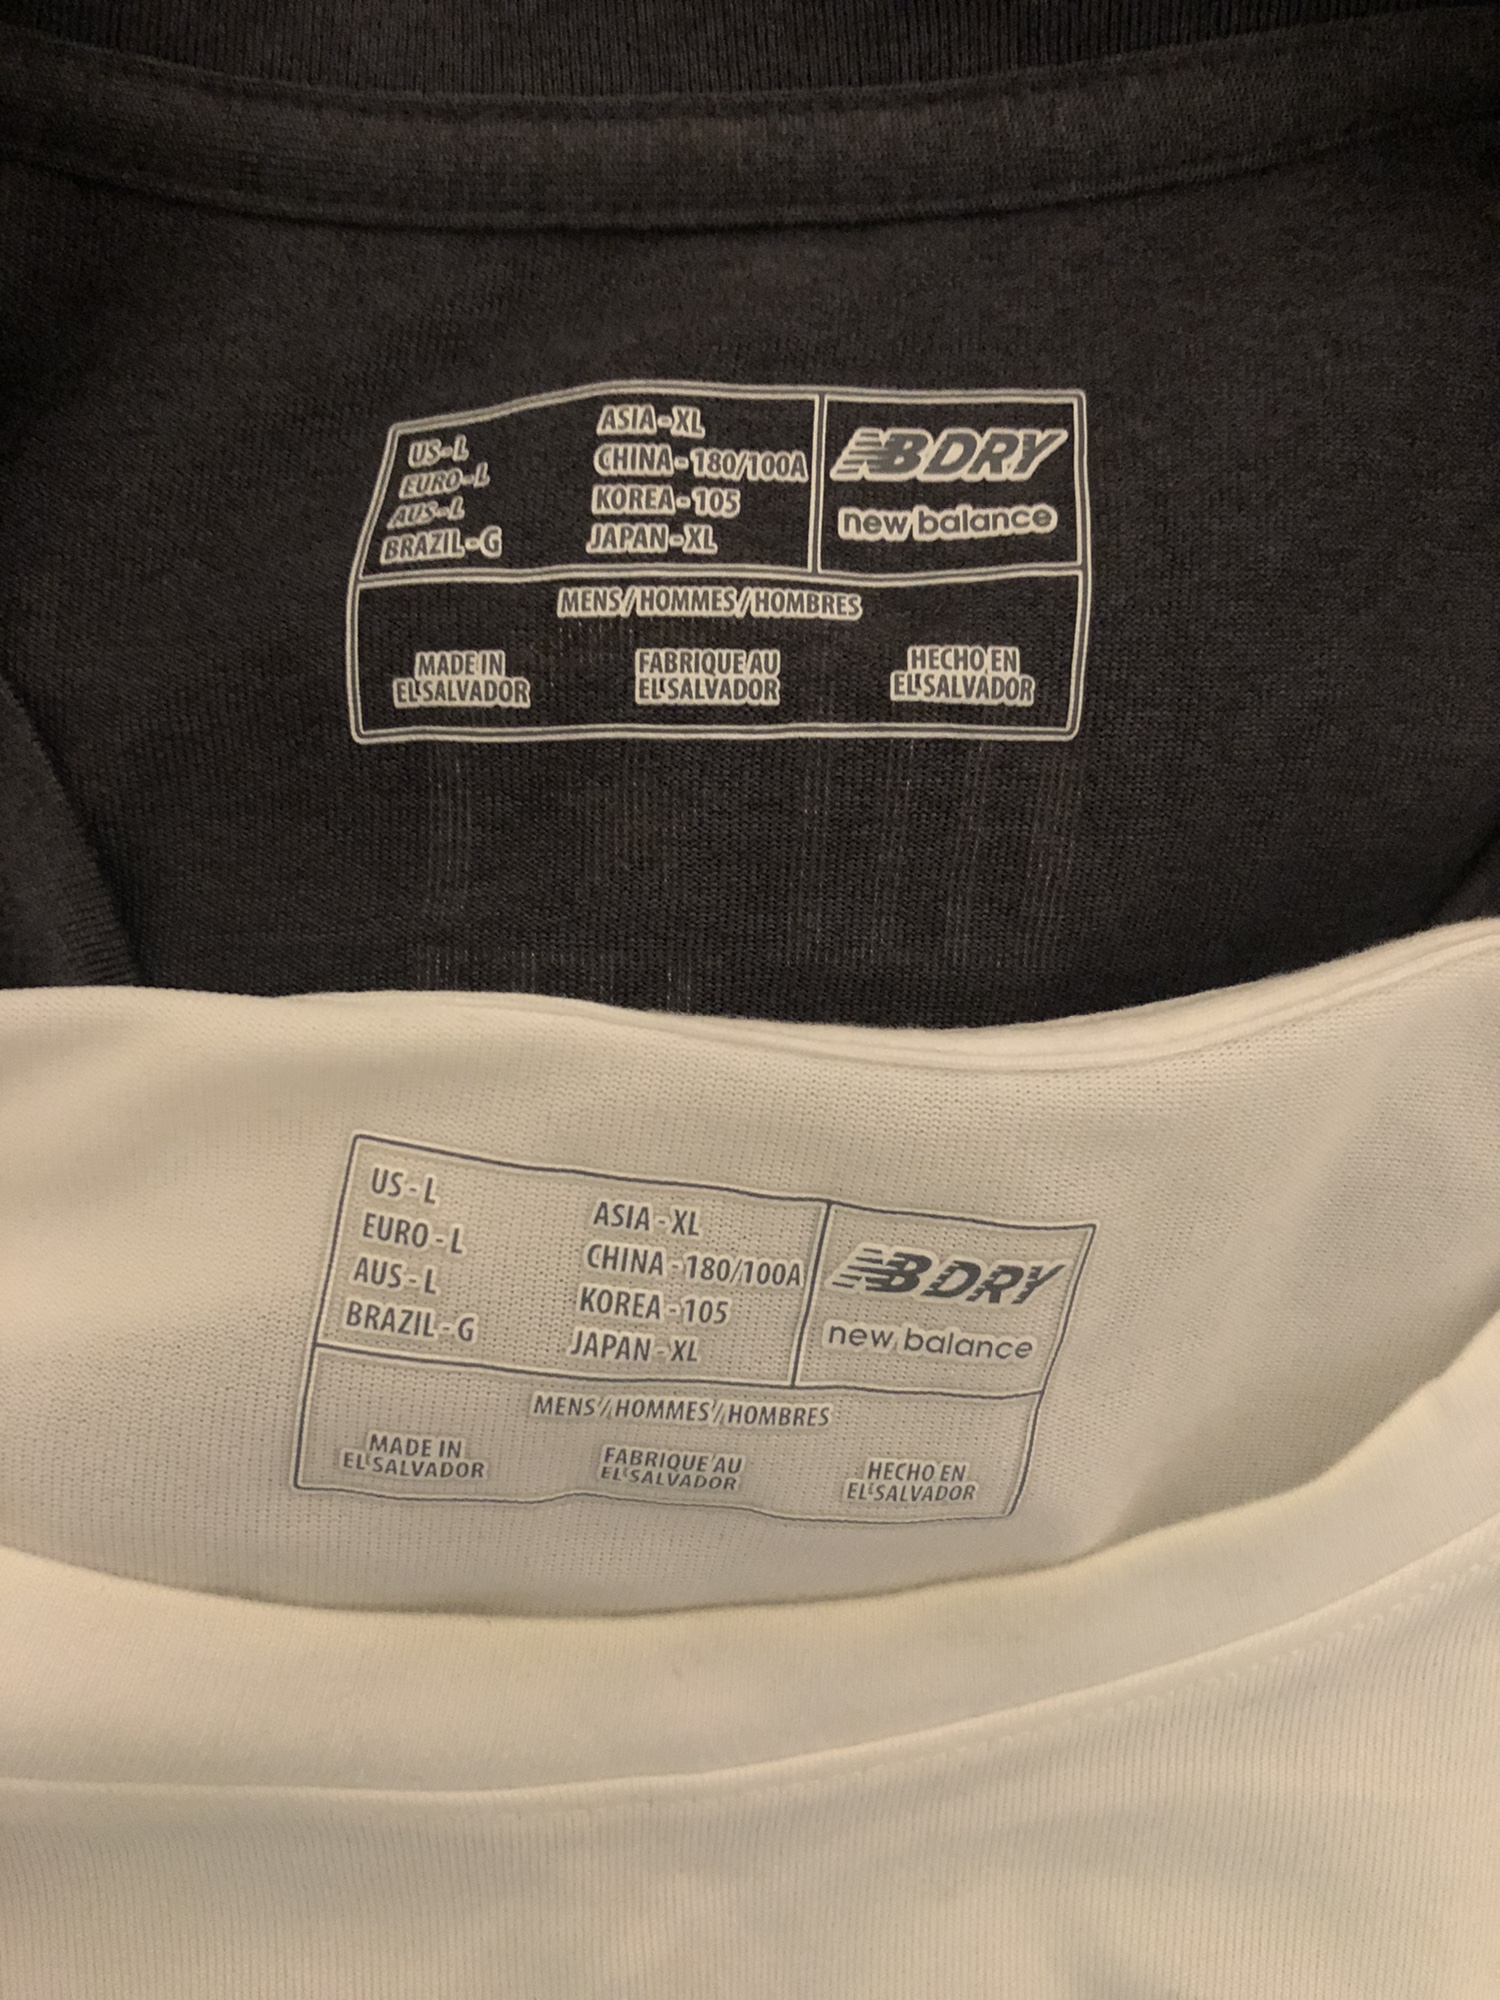 US-L
EURO-L
AUS-L
BRAZIL-G
ASIA-XL
CHINA-180/100A
KOREA-105
JAPAN-XL
NB DRY
new balance
MENS/HOMMES/HOMBRES
MADE IN
EL SALVADOR
FABRIQUE AU
EL SALVADOR
HECHO EN
EL SALVADOR
US-L
EURO-L
AUS-L
BRAZIL-G
ASIA-XL
CHINA-180/100A
KOREA-105
JAPAN-XL
NB DRY
new balance
MENS/HOMMES/HOMBRES
MADE IN
EL SALVADOR
FABRIQUE AU
EL SALVADOR
HECHO EN
EL SALVADOR